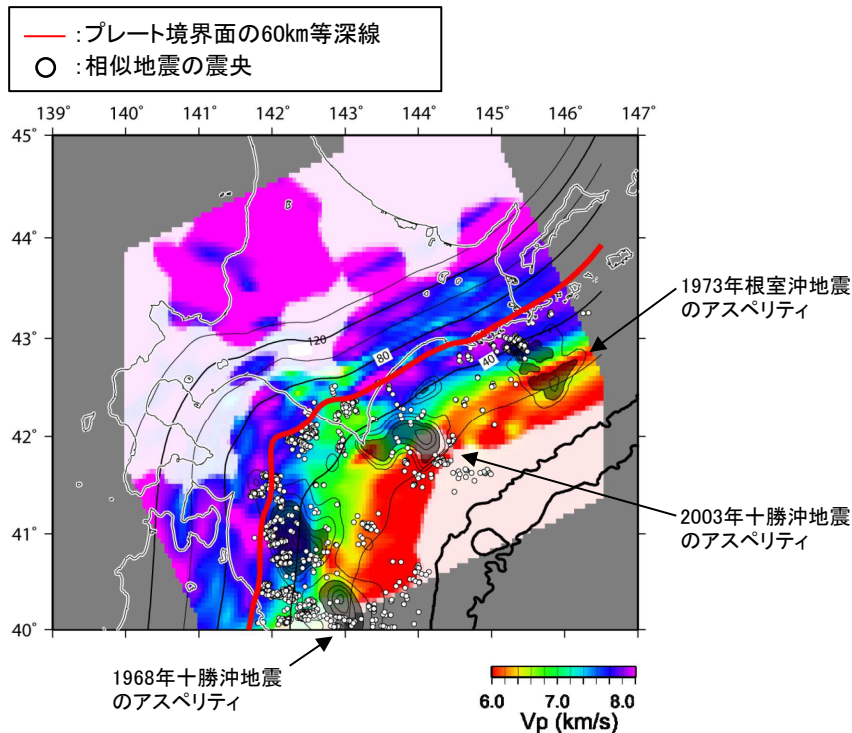 ：プレート境界面の60km等深線
：相似地震の震央
139° 140° 141° 142° 143° 144° 145° 146° 147°
45°
44°
43°
42°
41°
40°
120
80
40
1973年根室沖地震
のアスペリティ
2003年十勝沖地震
のアスペリティ
1968年十勝沖地震
のアスペリティ
6.0 7.0 8.0
Vp (km/s)